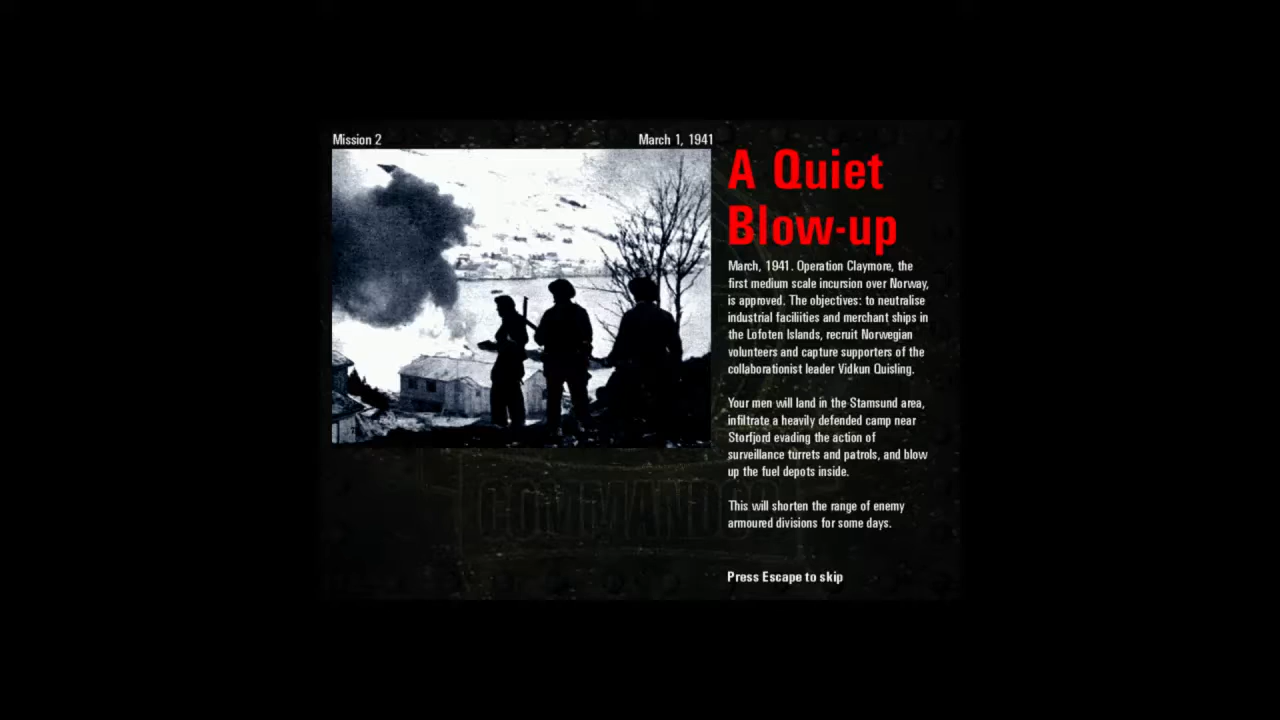 Mission 2
March 1, 1941
A Quiet
Blow-up
March, 1941. Operation Claymore, the
first medium scale incursion over Norway,
is approved. The objectives: to neutralise
industrial faciliities and merchant ships in
the Lofoten Islands, recruit Norwegian
volunteers and capture supporters of the
collaborationist leader Vidkun Quisling.
Your men will land in the Stamsund area,
infiltrate a heavily defended camp near
Storfjord evading the action of
surveillance turrets and patrols, and blow
up the fuel depots inside.
This will shorten the range of enemy
armoured divisions for some days.
COMMANDOS
Press Escape to skip